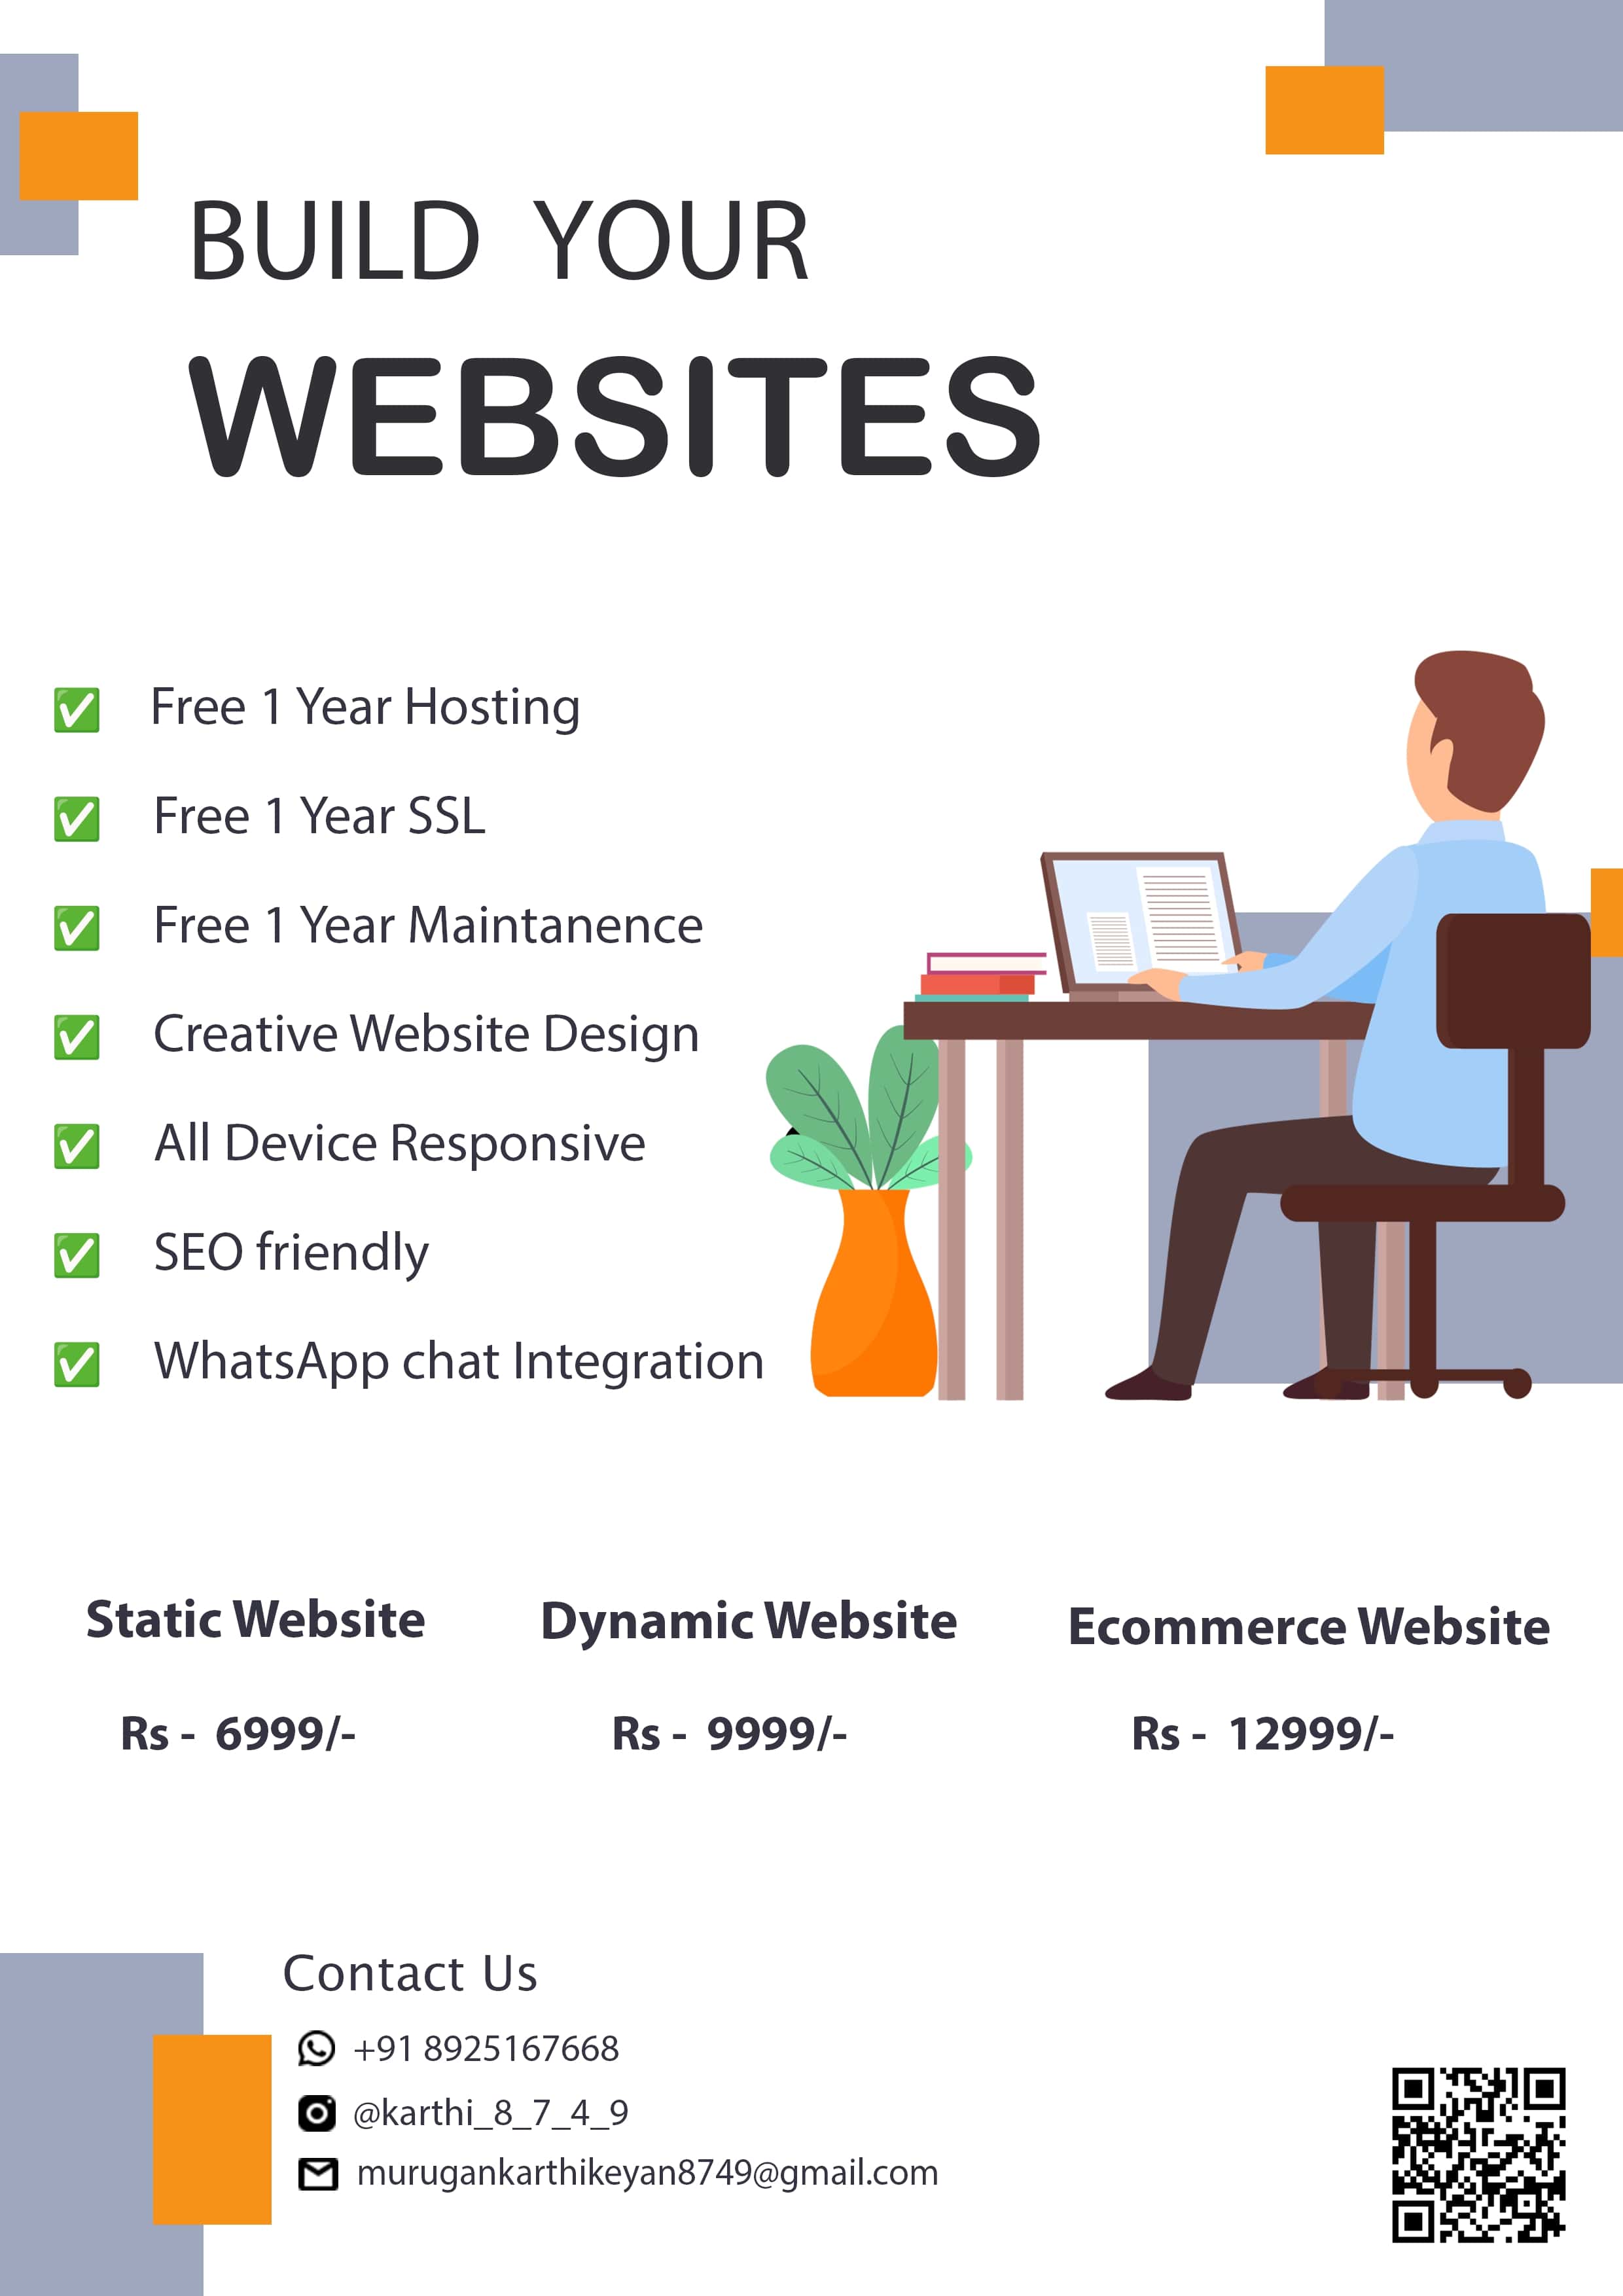 BUILD YOUR
WEBSITES
Free 1 Year Hosting
Free 1 Year SSL
Free 1 Year Maintanence
Creative Website Design
All Device Responsive
SEO friendly
WhatsApp chat Integration
Static Website
Rs - 6999/-
Dynamic Website
Rs - 9999/-
Ecommerce Website
Rs - 12999/-
Contact Us
+91 8925167668
@karthi_8_7_4_9
murugankarthikeyan8749@gmail.com